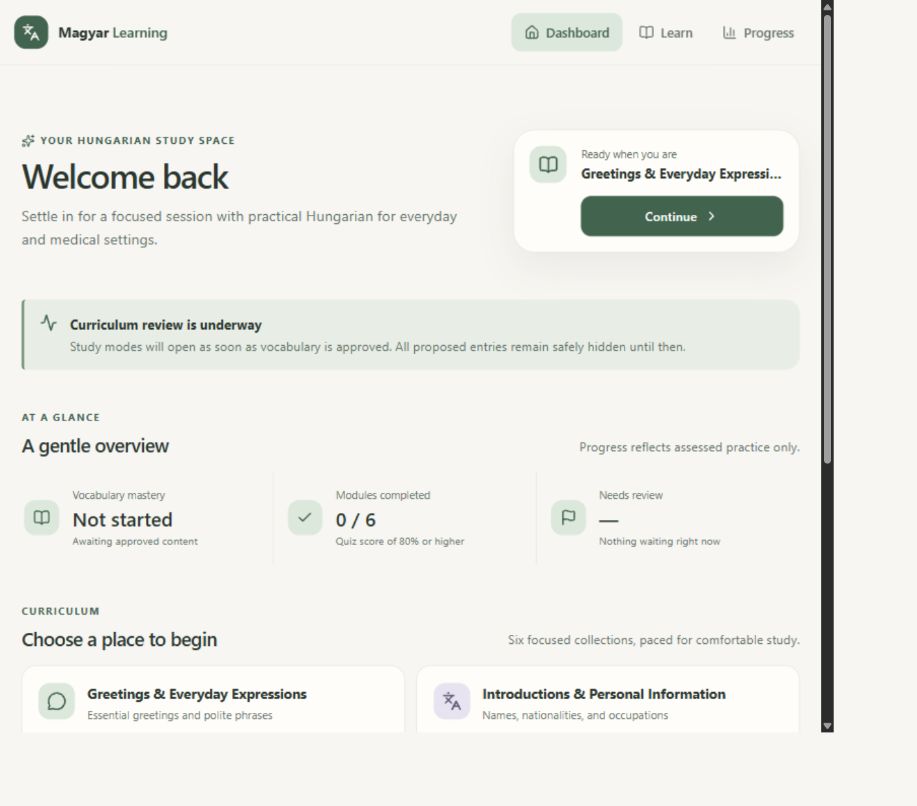 Magyar Learning
Dashboard
Learn
Progress
YOUR HUNGARIAN STUDY SPACE
Welcome back
Settle in for a focused session with practical Hungarian for everyday
and medical settings.
Ready when you are
Greetings & Everyday Expressi...
Continue
Curriculum review is underway
Study modes will open as soon as vocabulary is approved. All proposed entries remain safely hidden until then.
AT A GLANCE
A gentle overview
Progress reflects assessed practice only.
Vocabulary mastery
Not started
Awaiting approved content
Modules completed
0 / 6
Quiz score of 80% or higher
Needs review
—
Nothing waiting right now
CURRICULUM
Choose a place to begin
Six focused collections, paced for comfortable study.
Greetings & Everyday Expressions
Essential greetings and polite phrases
Introductions & Personal Information
Names, nationalities, and occupations